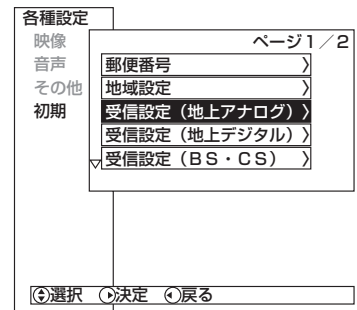 各種設定
映像
音声
その他
初期
ページ1／2
郵便番号
地域設定
受信設定（地上アナログ）
受信設定（地上デジタル）
受信設定（BS・CS）
選択 決定 戻る